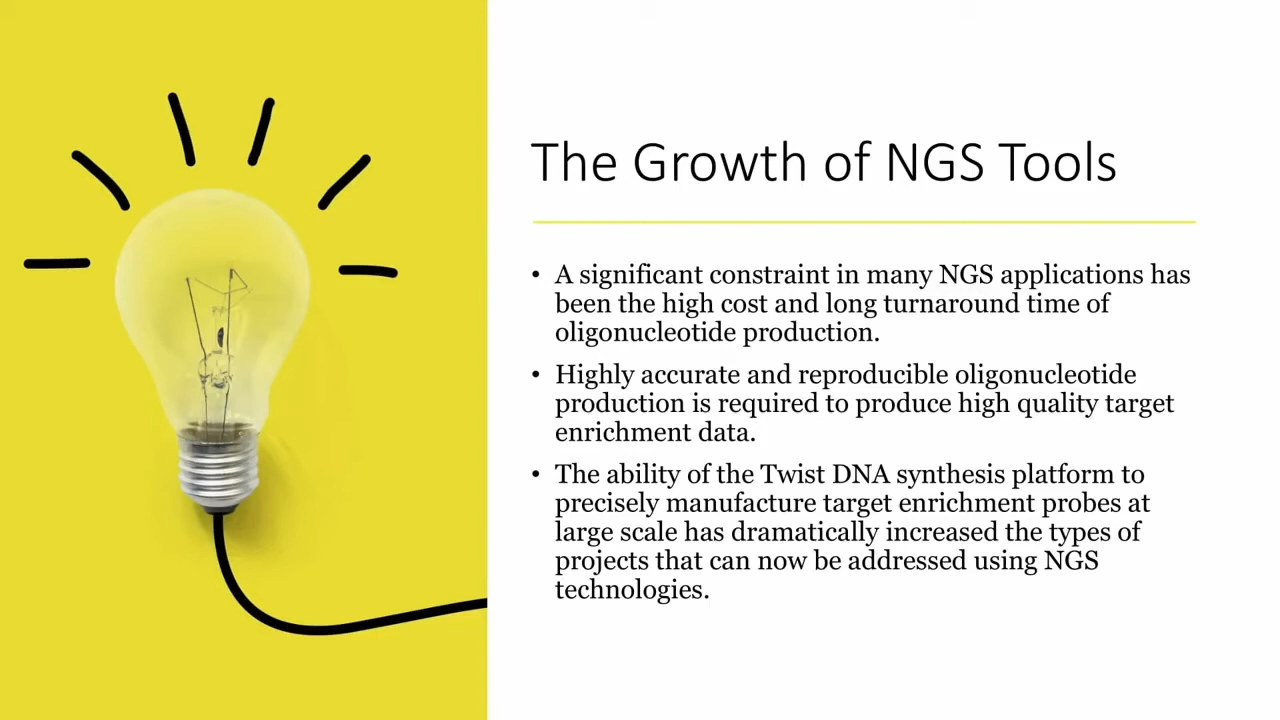 The Growth of NGS Tools
• A significant constraint in many NGS applications has
been the high cost and long turnaround time of
oligonucleotide production.
• Highly accurate and reproducible oligonucleotide
production is required to produce high quality target
enrichment data.
• The ability of the Twist DNA synthesis platform to
precisely manufacture target enrichment probes at
large scale has dramatically increased the types of
projects that can now be addressed using NGS
technologies.